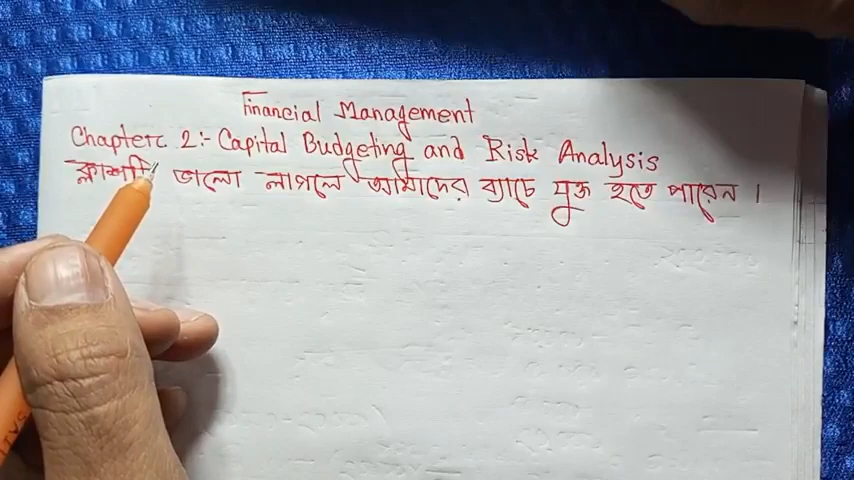 Financial Management
Chapter 2:- Capital Budgeting and Risk Analysis
ক্লাশটি ভালো লাগলে আমাদের ব্যাচে যুক্ত হতে পারেন।